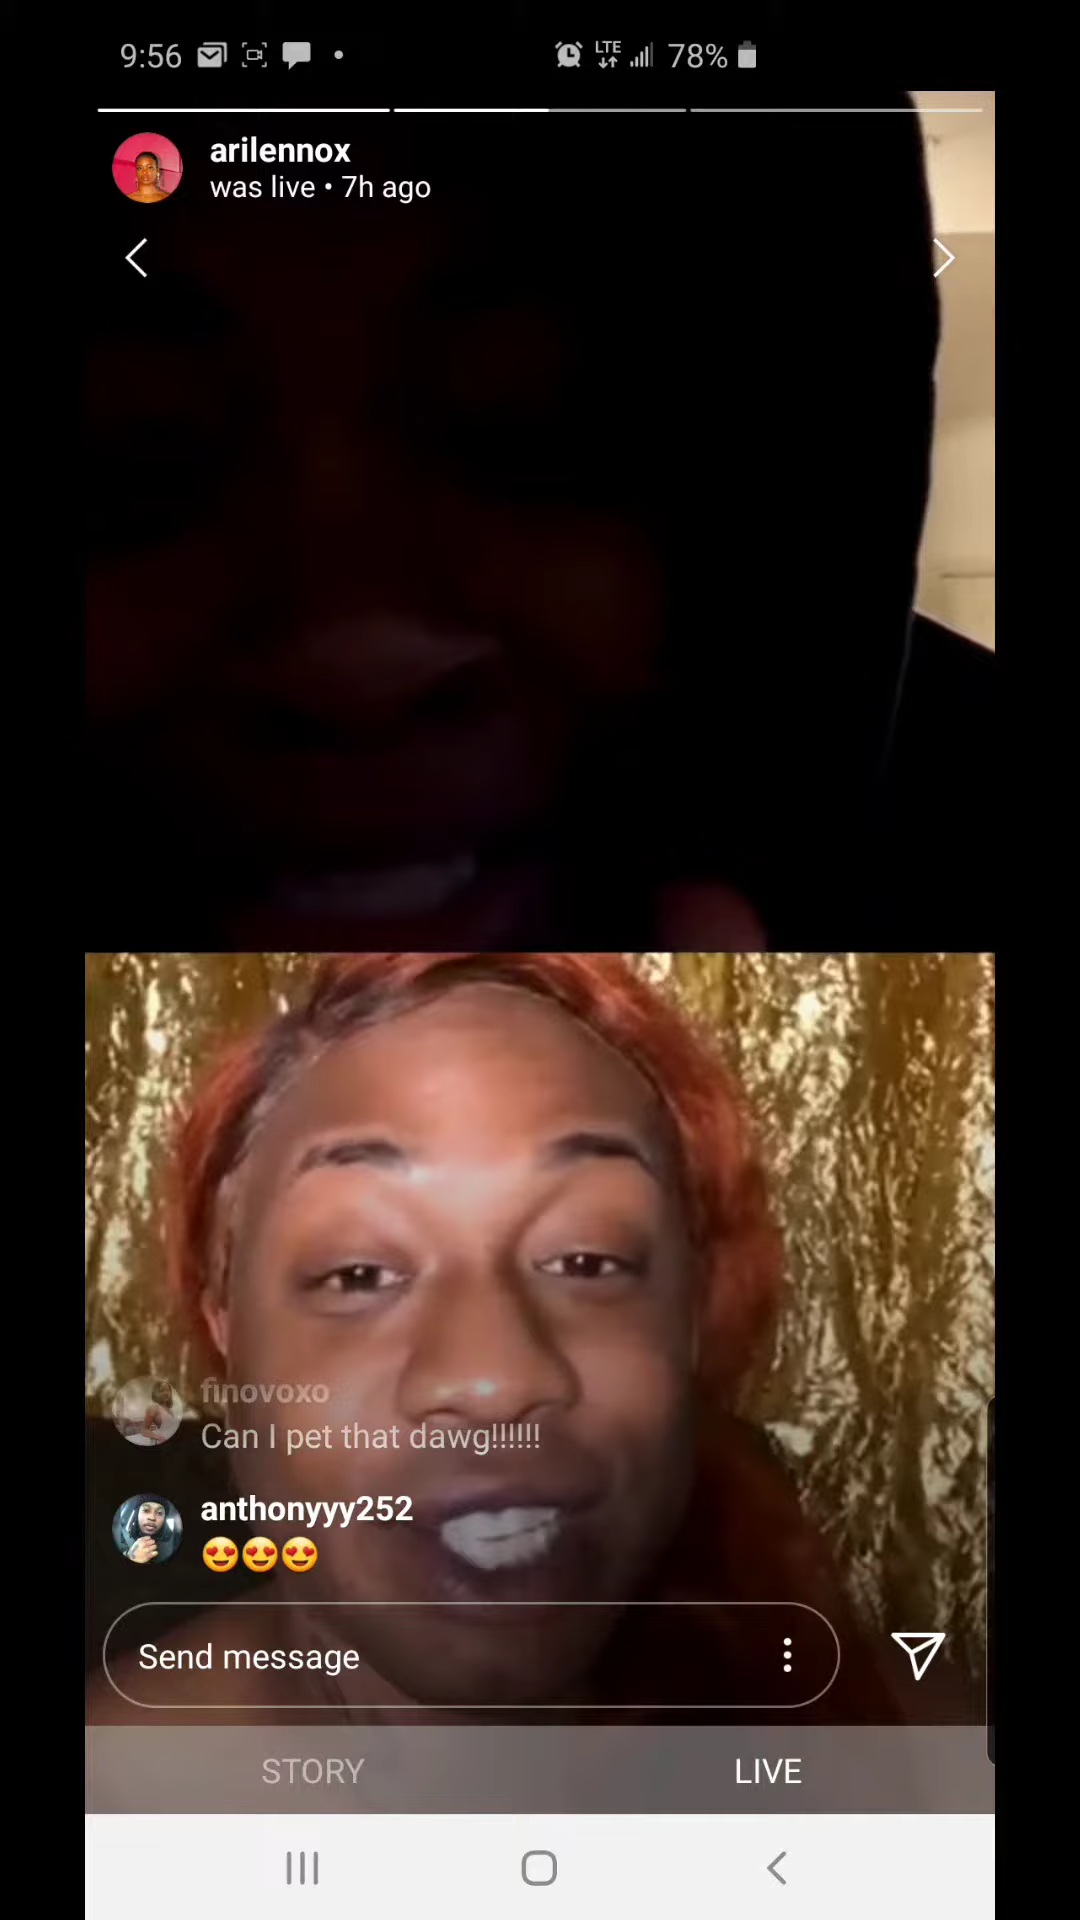 9:56 LTE 78%
arilennox
was live • 7h ago
finovoxo
Can I pet that dawg!!!!!!
anthonyyy252
😍😍😍
Send message
STORY LIVE